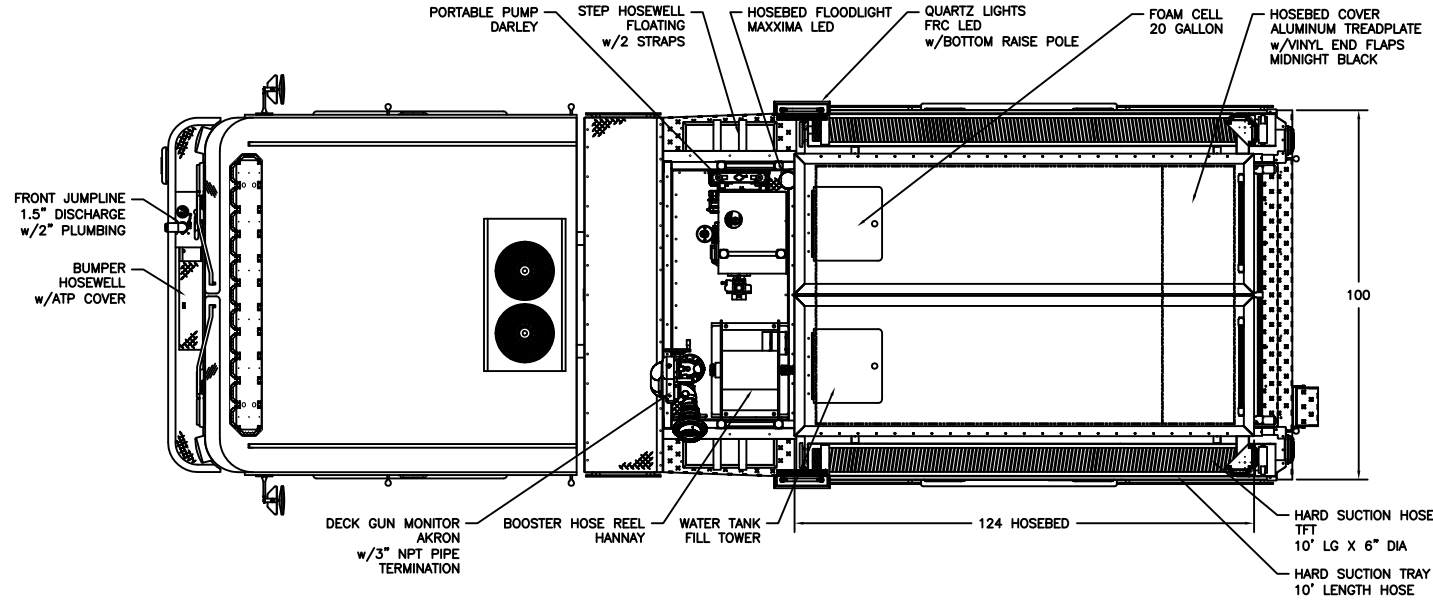 PORTABLE PUMP
DARLEY
STEP HOSEWELL
FLOATING
w/2 STRAPS
HOSEBED FLOODLIGHT
MAXXIMA LED
QUARTZ LIGHTS
FRC LED
w/BOTTOM RAISE POLE
FOAM CELL
20 GALLON
HOSEBED COVER
ALUMINUM TREADPLATE
w/VINYL END FLAPS
MIDNIGHT BLACK
FRONT JUMPLINE
1.5" DISCHARGE
w/2" PLUMBING
BUMPER
HOSEWELL
w/ATP COVER
100
DECK GUN MONITOR
AKRON
w/3" NPT PIPE
TERMINATION
BOOSTER HOSE REEL
HANNAY
WATER TANK
FILL TOWER
124 HOSEBED
HARD SUCTION HOSE
TFT
10' LG X 6" DIA
HARD SUCTION TRAY
10' LENGTH HOSE